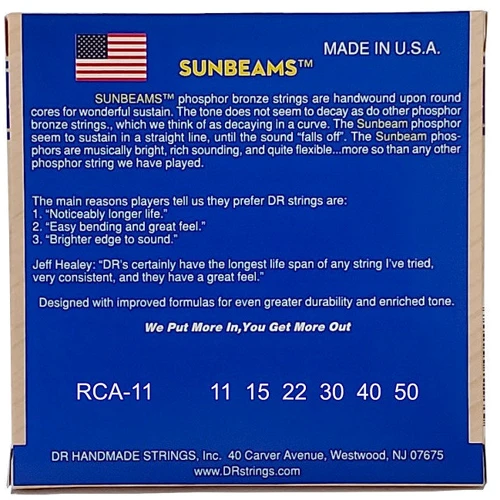 MADE IN U.S.A.
SUNBEAMS™
SUNBEAMS™ phosphor bronze strings are handwound upon round
cores for wonderful sustain. The tone does not seem to decay as do other phosphor
bronze strings., which we think of as decaying in a curve. The Sunbeam phosphor
seem to sustain in a straight line, until the sound “falls off”. The Sunbeam phos-
phors are musically bright, rich sounding, and quite flexible...more so than any other
phosphor string we have played.
The main reasons players tell us they prefer DR strings are:
1. “Noticeably longer life.”
2. “Easy bending and great feel.”
3. “Brighter edge to sound.”
Jeff Healey: “DR’s certainly have the longest life span of any string I’ve tried,
very consistent, and they have a great feel.”
Designed with improved formulas for even greater durability and enriched tone.
We Put More In,You Get More Out
RCA-11 11 15 22 30 40 50
DR HANDMADE STRINGS, Inc. 40 Carver Avenue, Westwood, NJ 07675
www.DRstrings.com